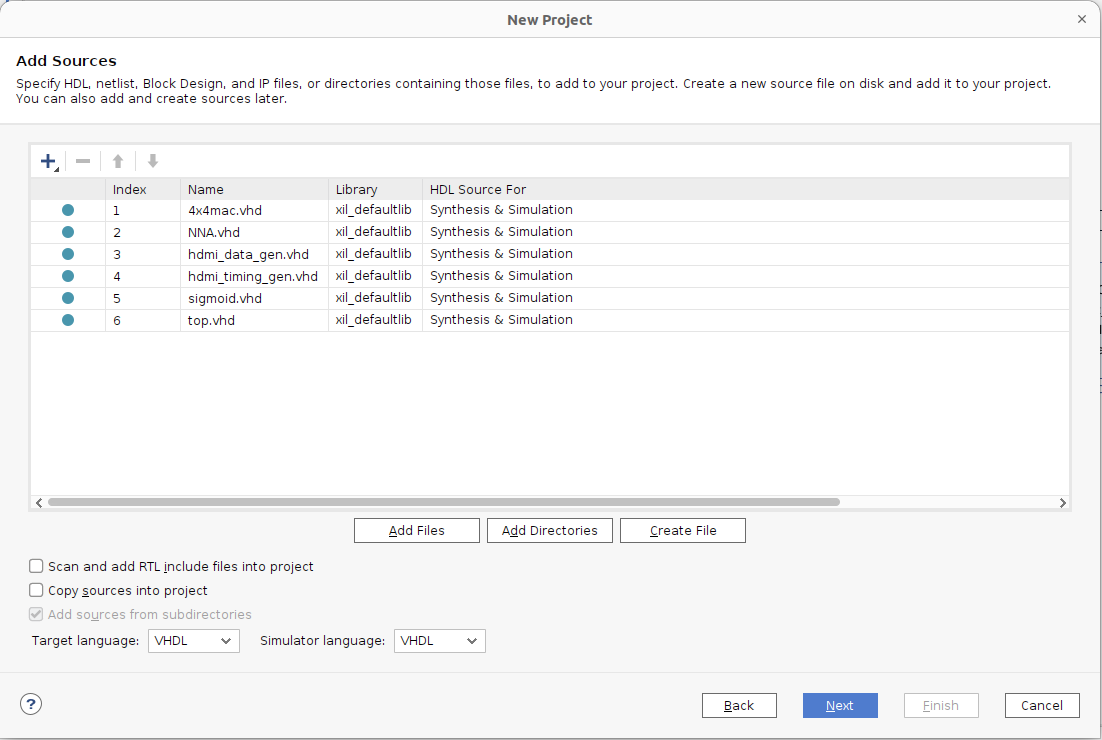 New Project
Add Sources
Specify HDL, netlist, Block Design, and IP files, or directories containing those files, to add to your project. Create a new source file on disk and add it to your project.
You can also add and create sources later.
Index Name Library HDL Source For
1 4x4mac.vhd xil_defaultlib Synthesis & Simulation
2 NNA.vhd xil_defaultlib Synthesis & Simulation
3 hdmi_data_gen.vhd xil_defaultlib Synthesis & Simulation
4 hdmi_timing_gen.vhd xil_defaultlib Synthesis & Simulation
5 sigmoid.vhd xil_defaultlib Synthesis & Simulation
6 top.vhd xil_defaultlib Synthesis & Simulation
Add Files Add Directories Create File
Scan and add RTL include files into project
Copy sources into project
Add sources from subdirectories
Target language: VHDL Simulator language: VHDL
? Back Next Finish Cancel